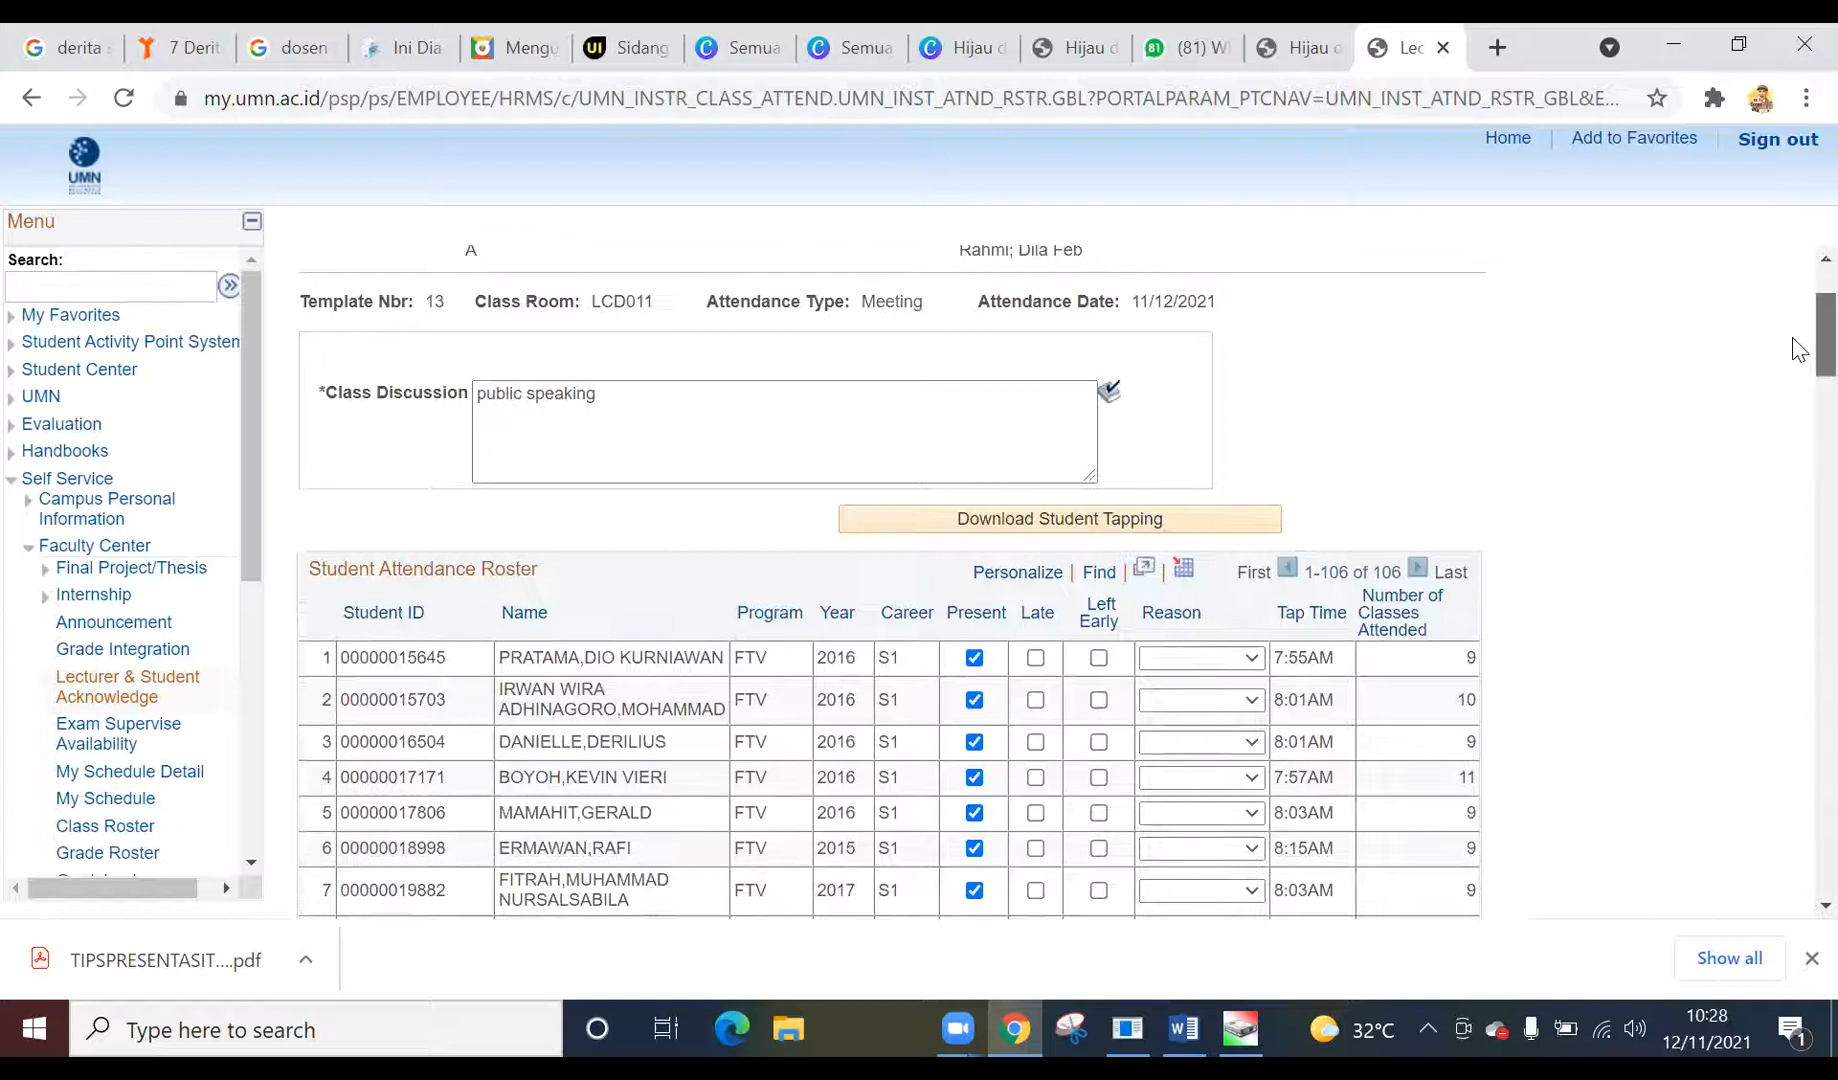 derita
7 Derit
dosen
Ini Dia
Mengu
UI Sidang
Semua
Semua
Hijau d
Hijau d
81 (81) W
Hijau o
Lec
my.umn.ac.id/psp/ps/EMPLOYEE/HRMS/c/UMN_INSTR_CLASS_ATTEND.UMN_INST_ATND_RSTR.GBL?PORTALPARAM_PTCNAV=UMN_INST_ATND_RSTR_GBL&E...
Home Add to Favorites Sign out
UMN
Menu
Search:
My Favorites
Student Activity Point System
Student Center
UMN
Evaluation
Handbooks
Self Service
Campus Personal
Information
Faculty Center
Final Project/Thesis
Internship
Announcement
Grade Integration
Lecturer & Student
Acknowledge
Exam Supervise
Availability
My Schedule Detail
My Schedule
Class Roster
Grade Roster
A Rahmi; Dila Feb
Template Nbr: 13 Class Room: LCD011 Attendance Type: Meeting Attendance Date: 11/12/2021
*Class Discussion public speaking
Download Student Tapping
Student Attendance Roster Personalize | Find | | First 1-106 of 106 Last
Student ID Name Program Year Career Present Late Left Early Reason Tap Time Number of Classes Attended
1 00000015645 PRATAMA,DIO KURNIAWAN FTV 2016 S1 7:55AM 9
2 00000015703 IRWAN WIRA ADHINAGORO,MOHAMMAD FTV 2016 S1 8:01AM 10
3 00000016504 DANIELLE,DERILIUS FTV 2016 S1 8:01AM 9
4 00000017171 BOYOH,KEVIN VIERI FTV 2016 S1 7:57AM 11
5 00000017806 MAMAHIT,GERALD FTV 2016 S1 8:03AM 9
6 00000018998 ERMAWAN,RAFI FTV 2015 S1 8:15AM 9
7 00000019882 FITRAH,MUHAMMAD NURSALSABILA FTV 2017 S1 8:03AM 9
TIPSPRESENTASIT....pdf
Show all
Type here to search
32°C
10:28
12/11/2021
1